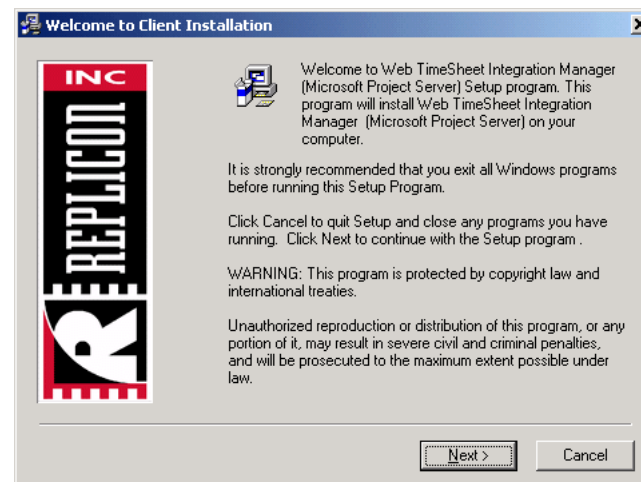 Welcome to Client Installation
INC
REPLICON
R
Welcome to Web TimeSheet Integration Manager
(Microsoft Project Server) Setup program. This
program will install Web TimeSheet Integration
Manager (Microsoft Project Server) on your
computer.
It is strongly recommended that you exit all Windows programs
before running this Setup Program.
Click Cancel to quit Setup and close any programs you have
running. Click Next to continue with the Setup program .
WARNING: This program is protected by copyright law and
international treaties.
Unauthorized reproduction or distribution of this program, or any
portion of it, may result in severe civil and criminal penalties,
and will be prosecuted to the maximum extent possible under
law.
Next >
Cancel